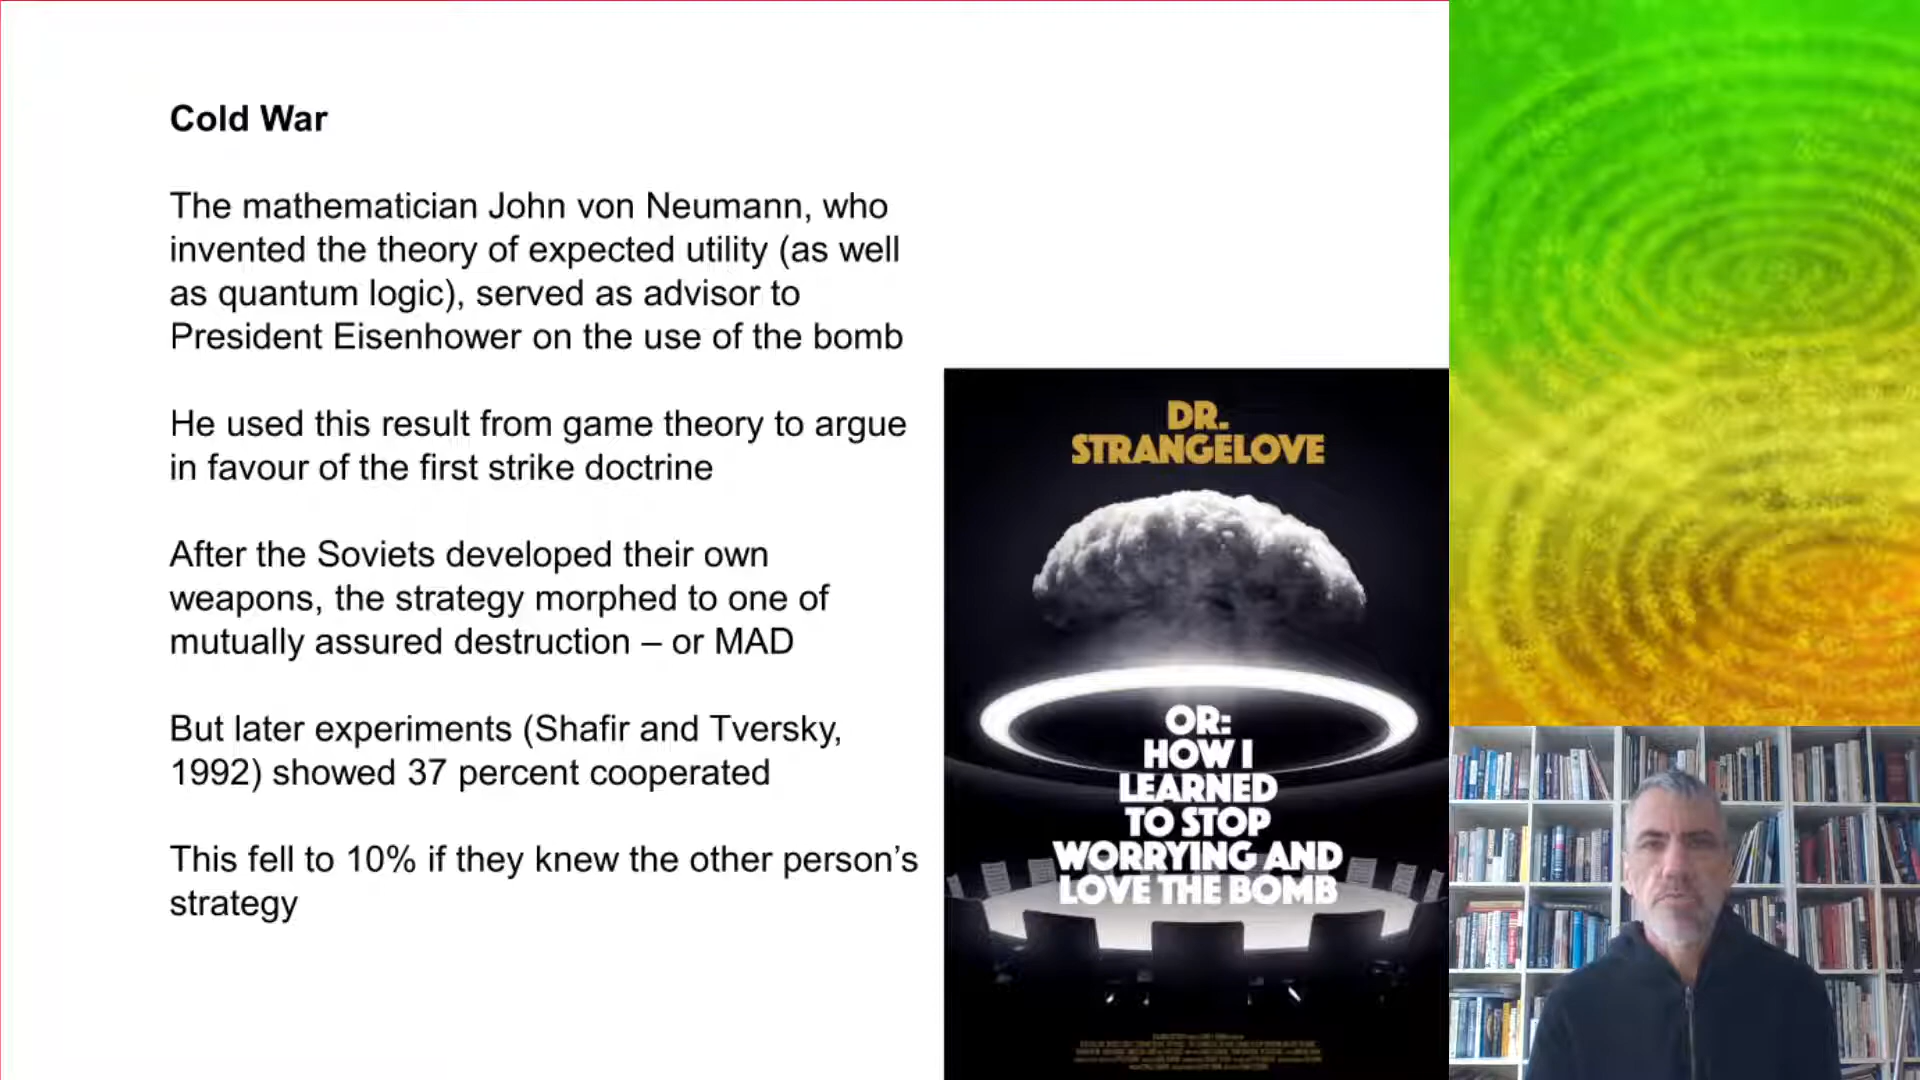 Cold War
The mathematician John von Neumann, who
invented the theory of expected utility (as well
as quantum logic), served as advisor to
President Eisenhower on the use of the bomb
He used this result from game theory to argue
in favour of the first strike doctrine
After the Soviets developed their own
weapons, the strategy morphed to one of
mutually assured destruction – or MAD
But later experiments (Shafir and Tversky,
1992) showed 37 percent cooperated
This fell to 10% if they knew the other person’s
strategy
DR.
STRANGELOVE
OR:
HOW I
LEARNED
TO STOP
WORRYING AND
LOVE THE BOMB